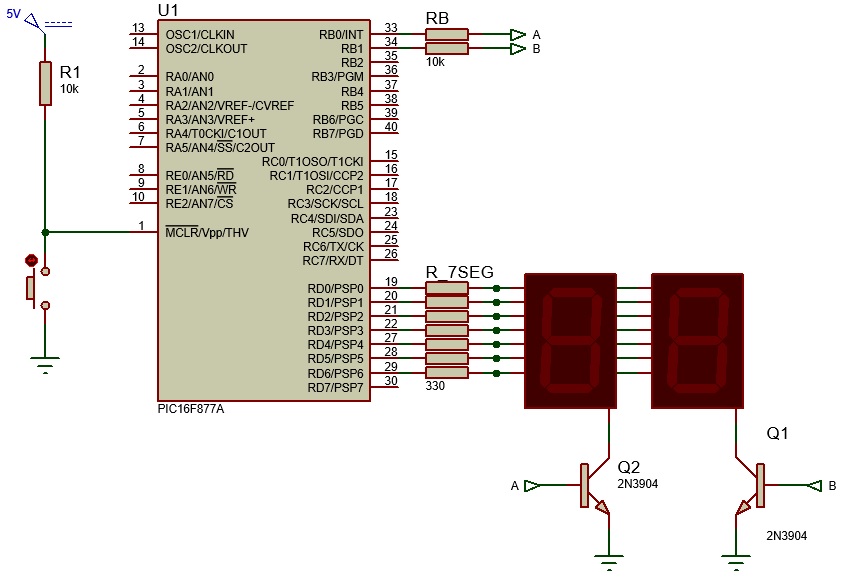 5V
R1
10k
U1
13 OSC1/CLKIN
14 OSC2/CLKOUT
2 RA0/AN0
3 RA1/AN1
4 RA2/AN2/VREF-/CVREF
5 RA3/AN3/VREF+
6 RA4/T0CKI/C1OUT
7 RA5/AN4/SS/C2OUT
8 RE0/AN5/RD
9 RE1/AN6/WR
10 RE2/AN7/CS
1 MCLR/Vpp/THV
RB0/INT 33
RB1 34
RB2 35
RB3/PGM 36
RB4 37
RB5 38
RB6/PGC 39
RB7/PGD 40
RC0/T1OSO/T1CKI 15
RC1/T1OSI/CCP2 16
RC2/CCP1 17
RC3/SCK/SCL 18
RC4/SDI/SDA 23
RC5/SDO 24
RC6/TX/CK 25
RC7/RX/DT 26
RD0/PSP0 19
RD1/PSP1 20
RD2/PSP2 21
RD3/PSP3 22
RD4/PSP4 27
RD5/PSP5 28
RD6/PSP6 29
RD7/PSP7 30
PIC16F877A
RB
10k
A
B
R_7SEG
330
A
Q2
2N3904
Q1
B
2N3904